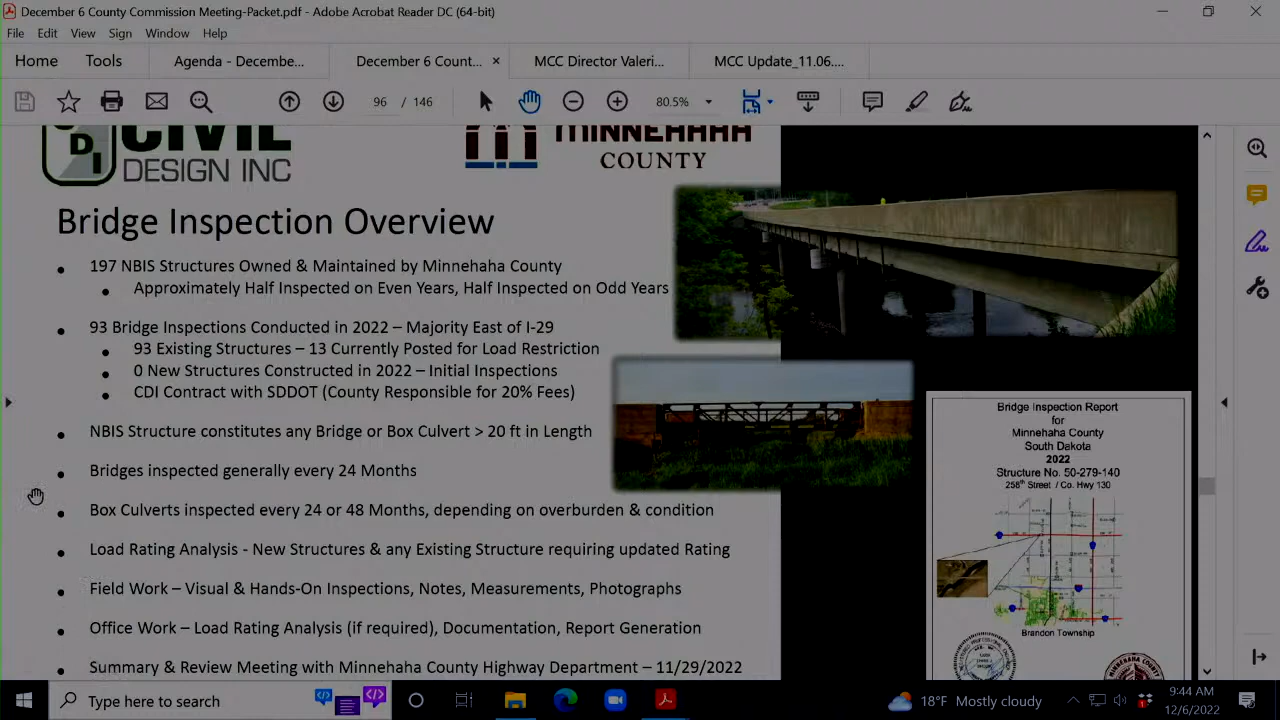 December 6 County Commission Meeting-Packet.pdf - Adobe Acrobat Reader DC (64-bit)
File Edit View Sign Window Help
Home Tools Agenda - Decembe... December 6 Count... × MCC Director Valeri... MCC Update_11.06....
96 / 146 80.5%
CDI CIVIL
DESIGN INC
MINNEHAHA
COUNTY
Bridge Inspection Overview
• 197 NBIS Structures Owned & Maintained by Minnehaha County
• Approximately Half Inspected on Even Years, Half Inspected on Odd Years
• 93 Bridge Inspections Conducted in 2022 – Majority East of I-29
• 93 Existing Structures – 13 Currently Posted for Load Restriction
• 0 New Structures Constructed in 2022 – Initial Inspections
• CDI Contract with SDDOT (County Responsible for 20% Fees)
• NBIS Structure constitutes any Bridge or Box Culvert > 20 ft in Length
• Bridges inspected generally every 24 Months
• Box Culverts inspected every 24 or 48 Months, depending on overburden & condition
• Load Rating Analysis - New Structures & any Existing Structure requiring updated Rating
• Field Work – Visual & Hands-On Inspections, Notes, Measurements, Photographs
• Office Work – Load Rating Analysis (if required), Documentation, Report Generation
• Summary & Review Meeting with Minnehaha County Highway Department – 11/29/2022
Bridge Inspection Report
for
Minnehaha County
South Dakota
2022
Structure No. 50-279-140
258th Street / Co. Hwy 130
Brandon Township
MINNEHAHA
Type here to search
18°F Mostly cloudy
9:44 AM
12/6/2022